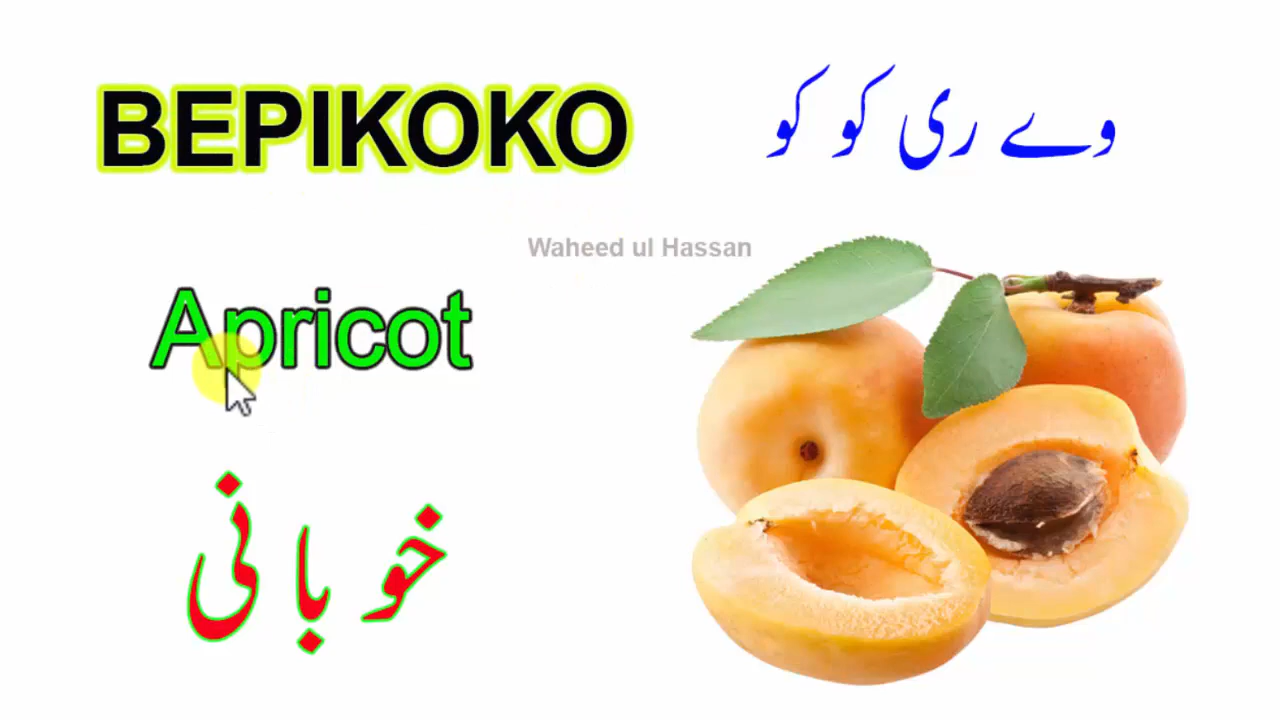 BEPIKOKO
وے ری کو کو
Waheed ul Hassan
Apricot
خوبانی